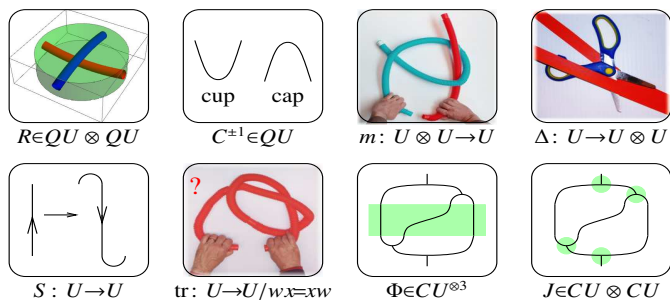 cup cap
R∈QU ⊗ QU C^{±1}∈QU m: U ⊗ U→U Δ: U→U ⊗ U
?
S: U→U tr: U→U/wx=xw Φ∈CU^{⊗3} J∈CU ⊗ CU